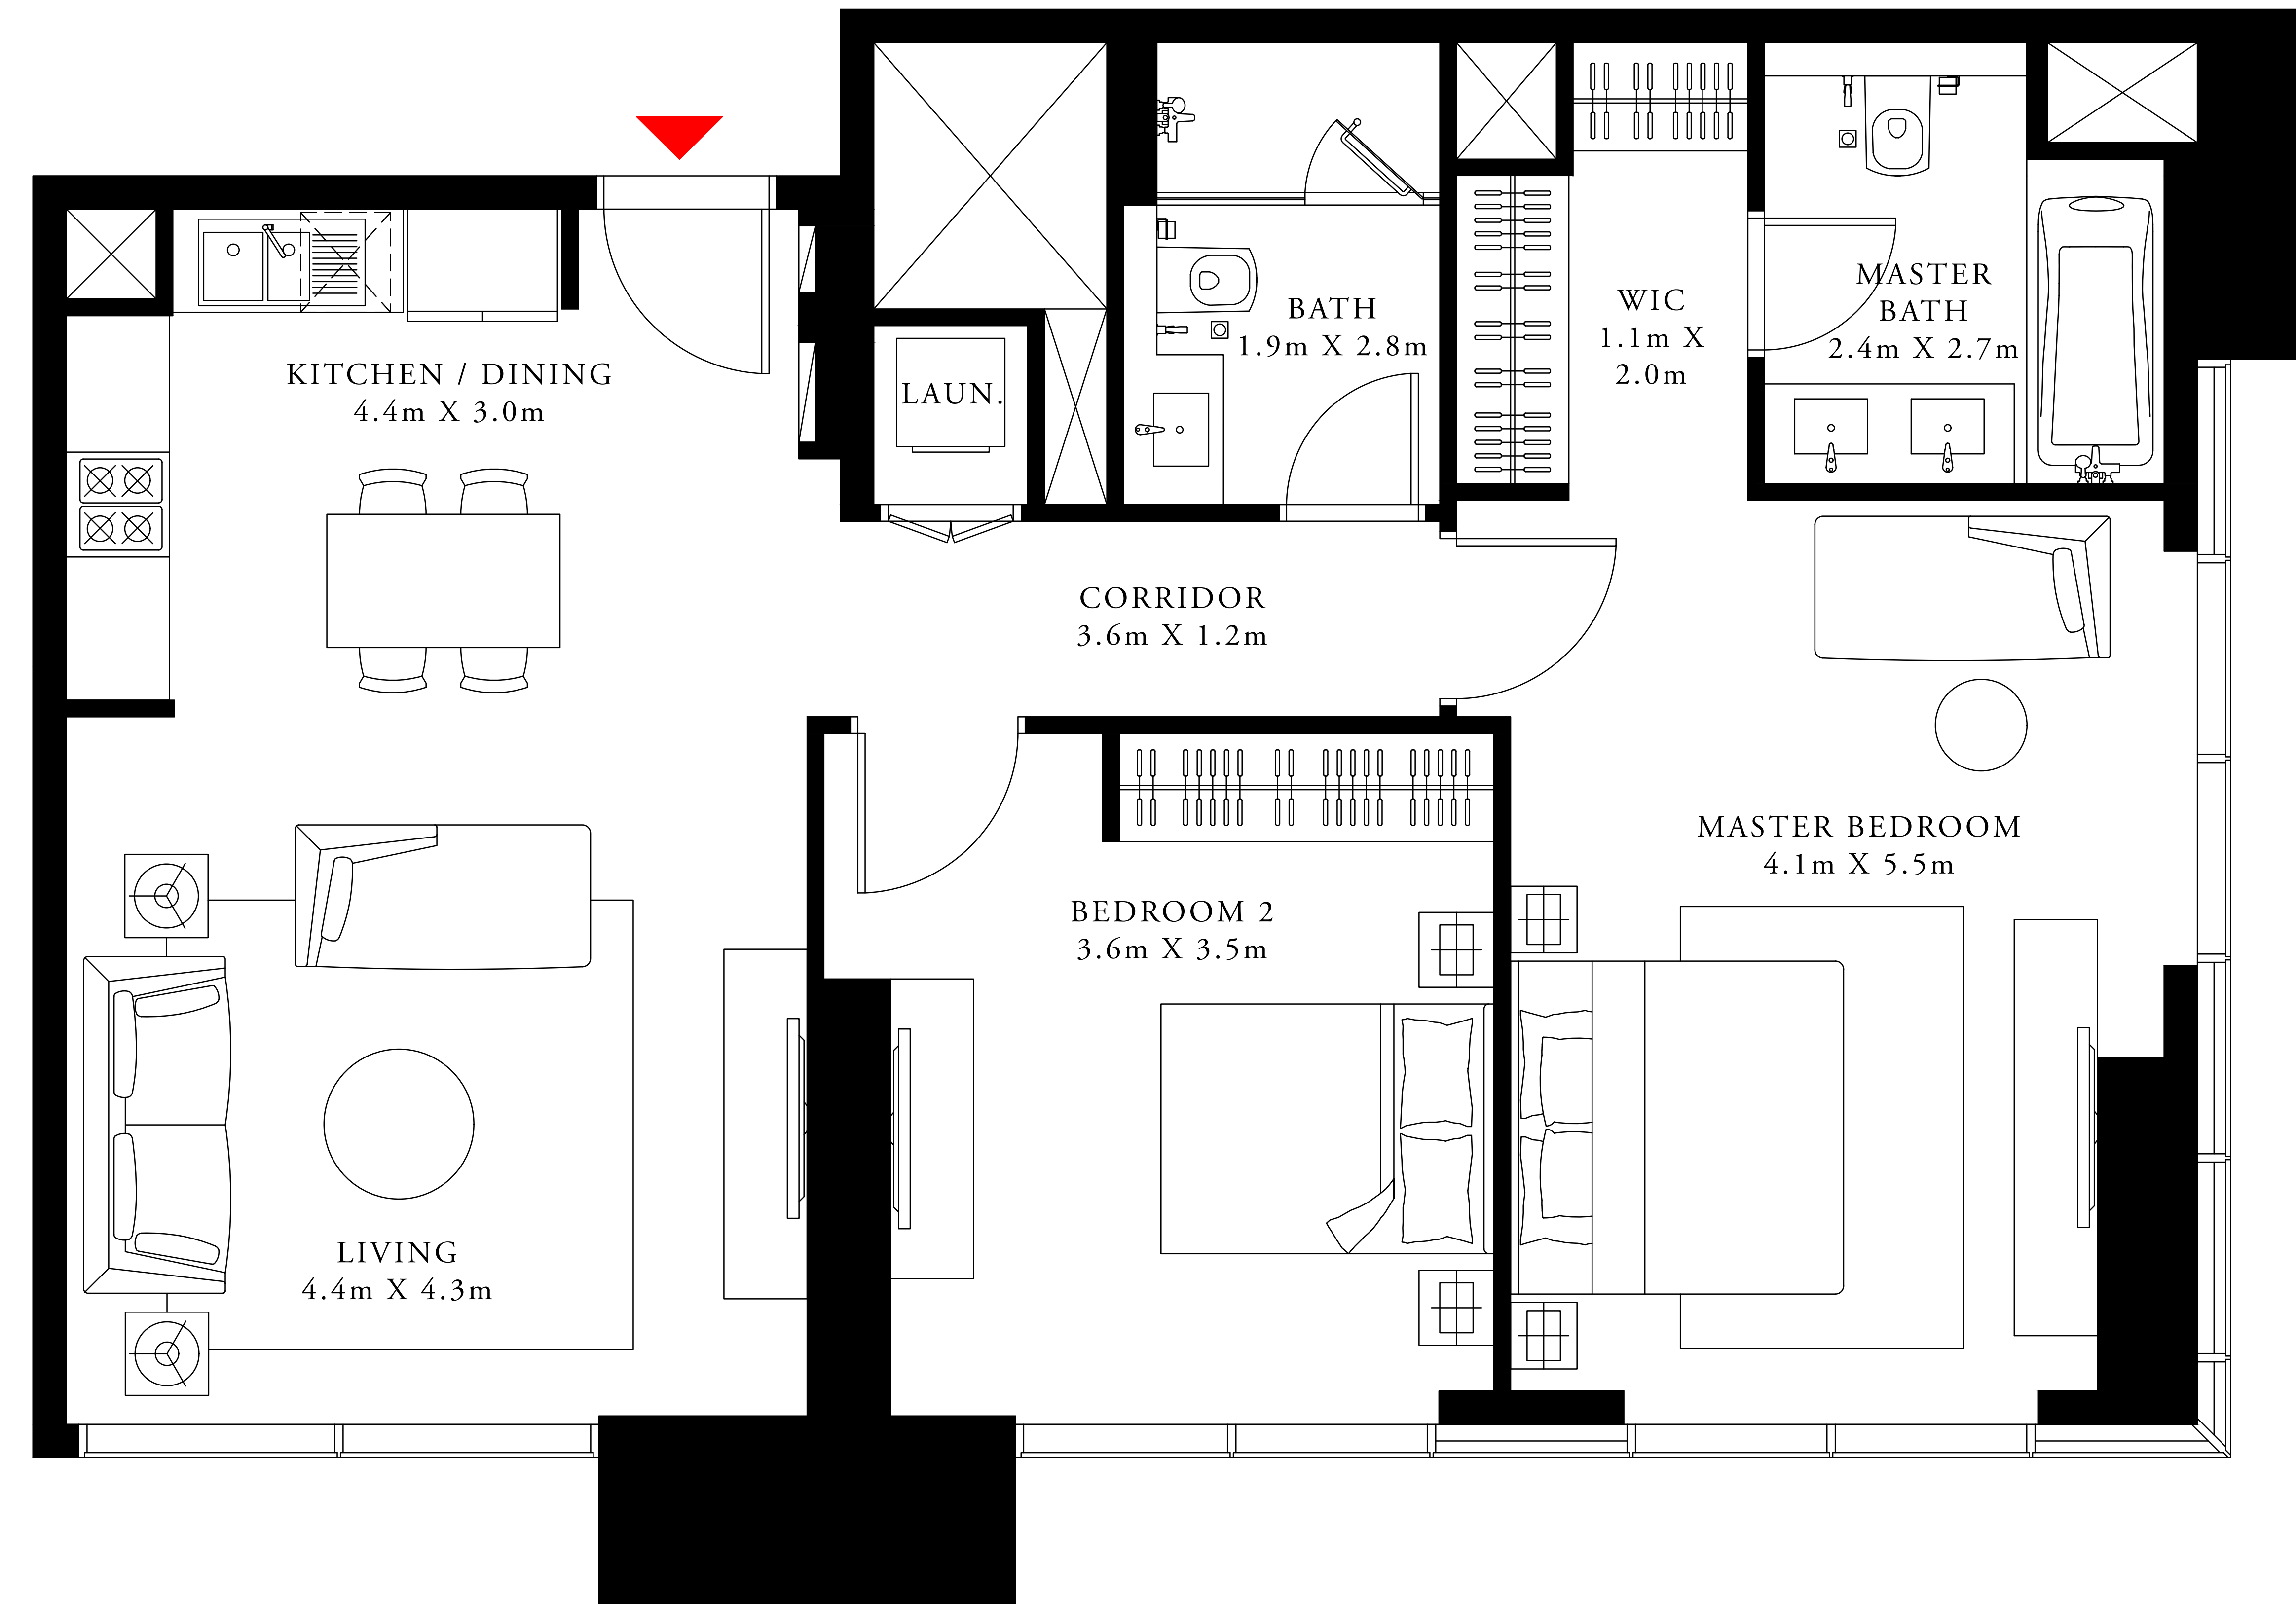 MASTER
BATH
2.4m X 2.7m
WIC
1.1m X
2.0m
BATH
1.9m X 2.8m
LAUN.
KITCHEN / DINING
4.4m X 3.0m
CORRIDOR
3.6m X 1.2m
MASTER BEDROOM
4.1m X 5.5m
BEDROOM 2
3.6m X 3.5m
LIVING
4.4m X 4.3m